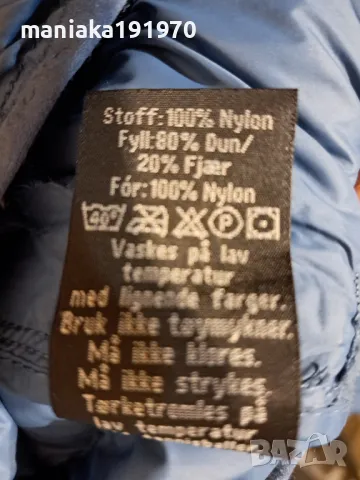 maniaka191970
Stoff:100% Nylon
Fyll:80% Dun/
20% Fjær
Fór:100% Nylon
40° P
Vaskes på lav
temperatur
med lignende farger.
Bruk ikke tøymykner.
Må ikke klores.
Må ikke strykes.
Tørketromles på
lav temperatur
BAZAR